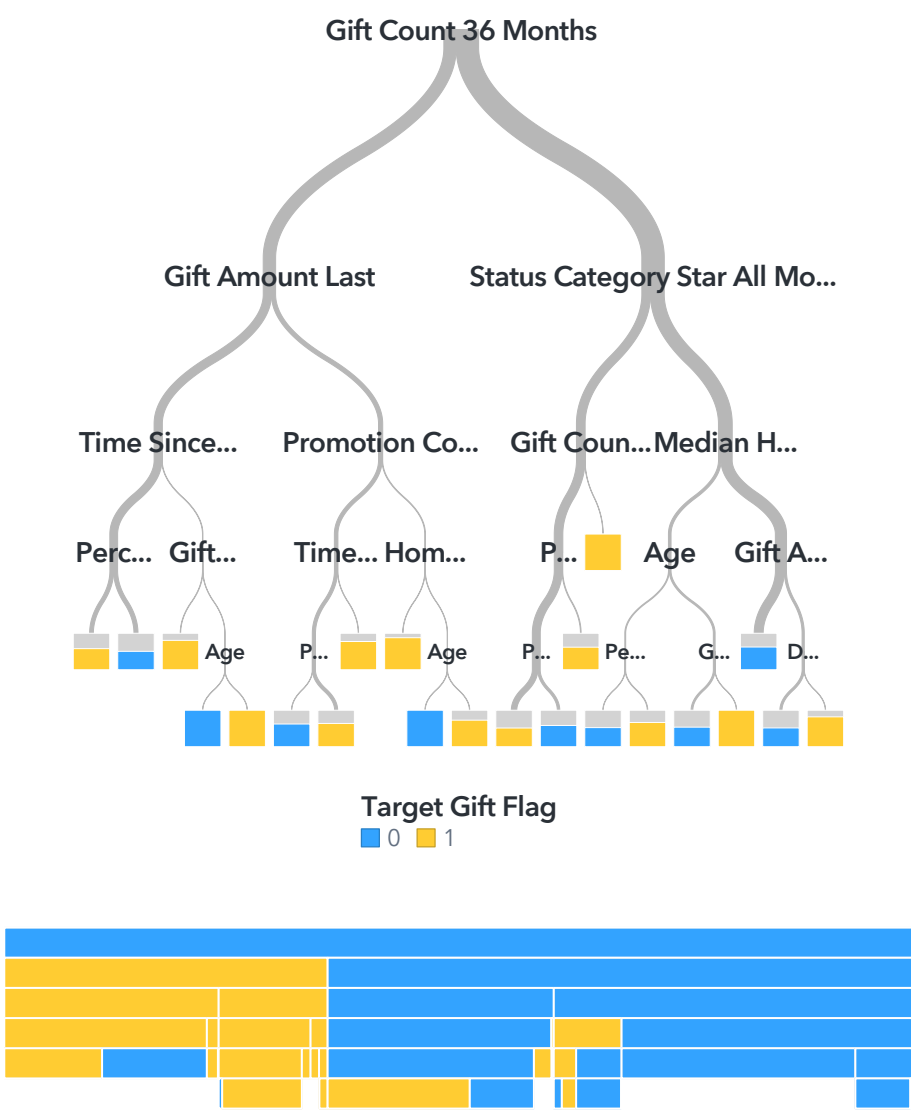 Gift Count 36 Months
Gift Amount Last
Status Category Star All Mo...
Time Since...
Promotion Co...
Gift Coun...
Median H...
Perc...
Gift...
Time...
Hom...
P...
Age
Gift A...
Age
P...
Age
P...
Pe...
G...
D...
Target Gift Flag
0 1